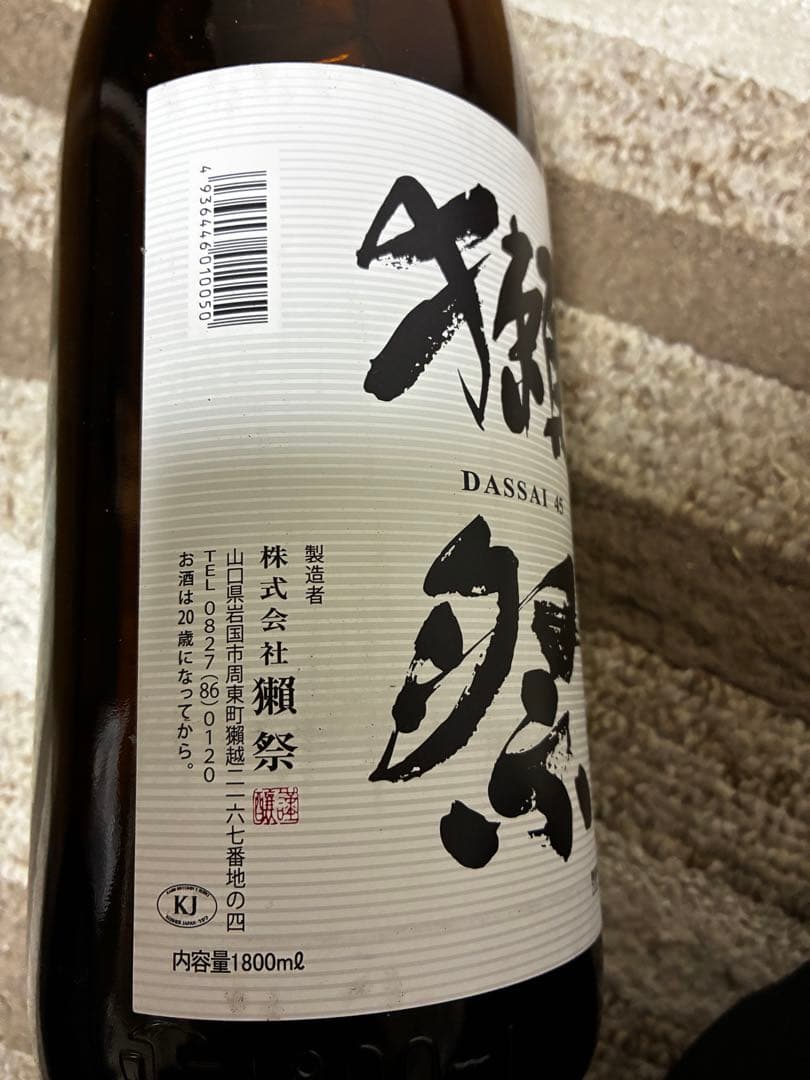 獺祭
DASSAI 45
4936446010050
製造者
株式会社獺祭
山口県岩国市周東町獺越二一六七番地の四
TEL 0827(86)0120
お酒は20歳になってから。
謹醸
KJ
内容量1800mℓ